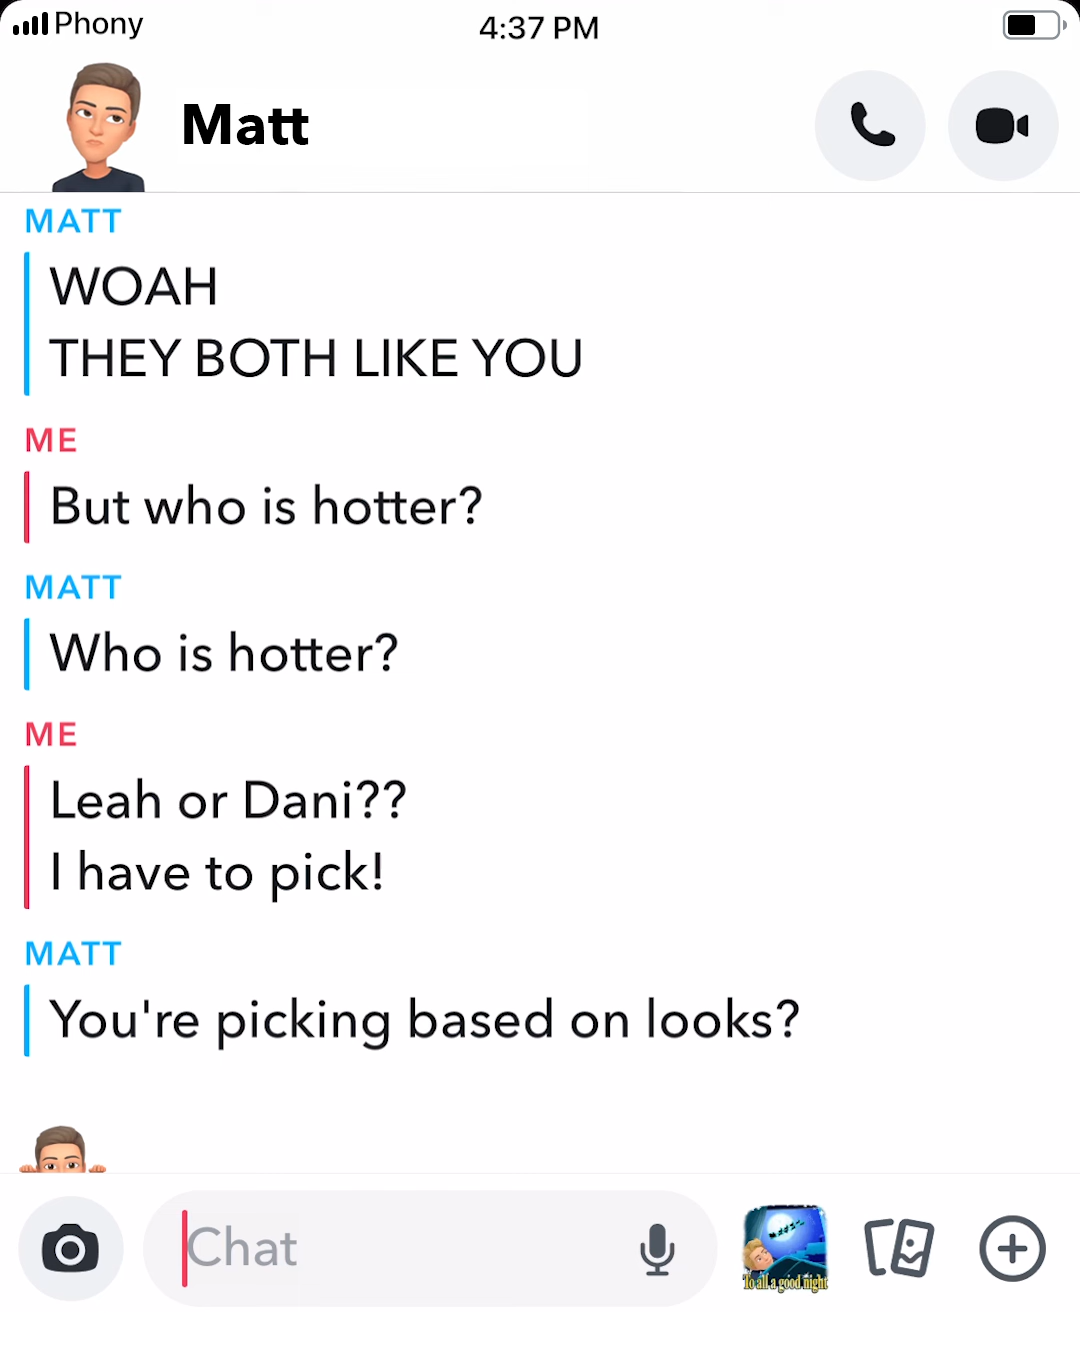 Phony 4:37 PM
Matt
MATT
WOAH
THEY BOTH LIKE YOU
ME
But who is hotter?
MATT
Who is hotter?
ME
Leah or Dani??
I have to pick!
MATT
You're picking based on looks?
Chat
To all a good night